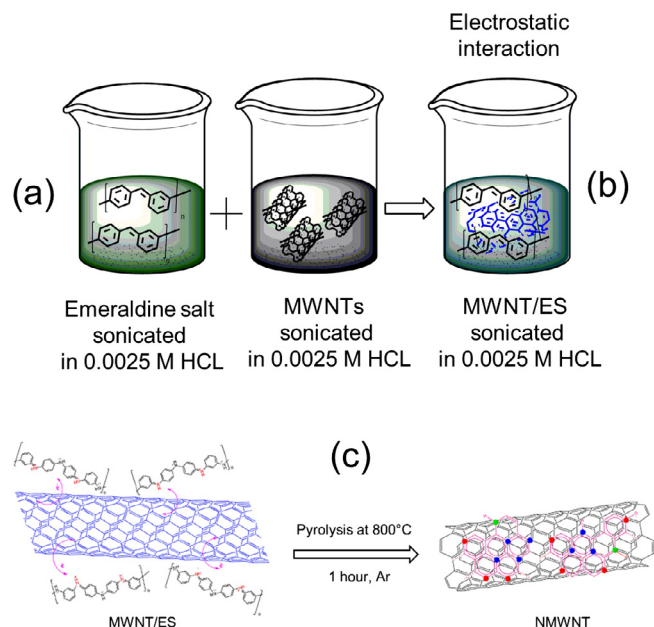 Electrostatic
interaction
(a)
(b)
n
Emeraldine salt
sonicated
in 0.0025 M HCL
MWNTs
sonicated
in 0.0025 M HCL
MWNT/ES
sonicated
in 0.0025 M HCL
(c)
Pyrolysis at 800°C
1 hour, Ar
MWNT/ES
NMWNT